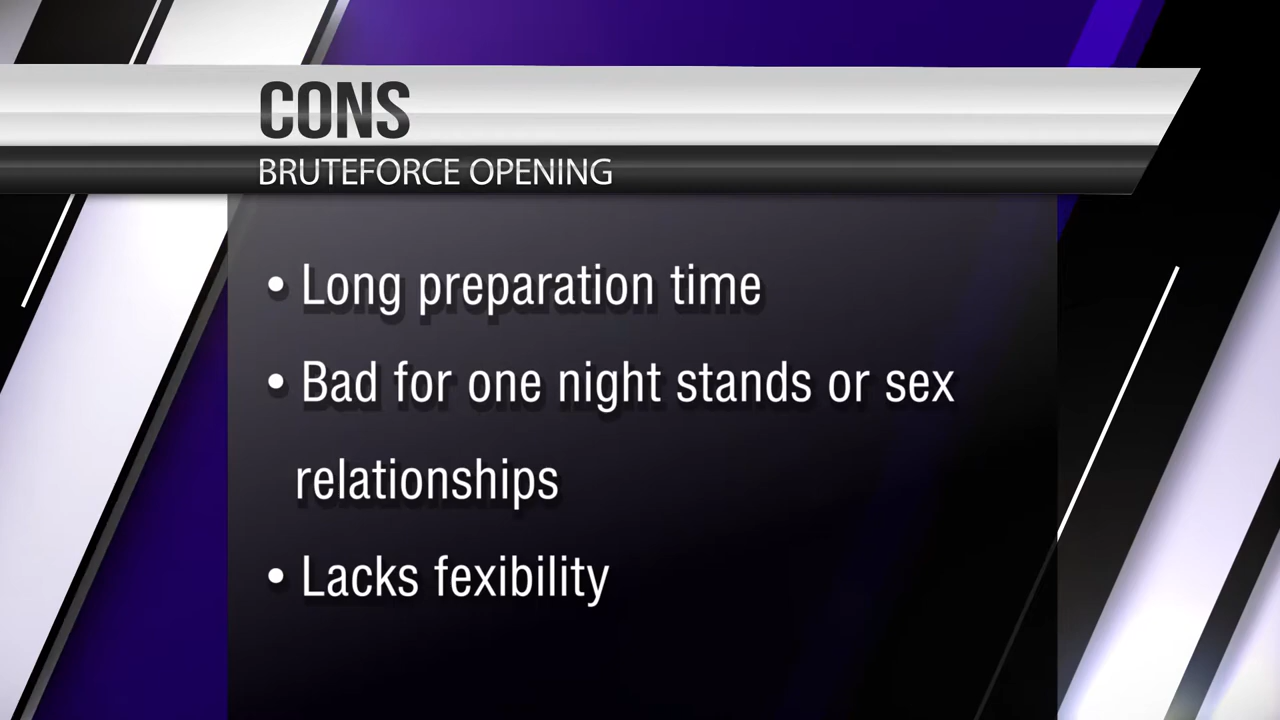 CONS
BRUTEFORCE OPENING
• Long preparation time
• Bad for one night stands or sex
relationships
• Lacks fexibility